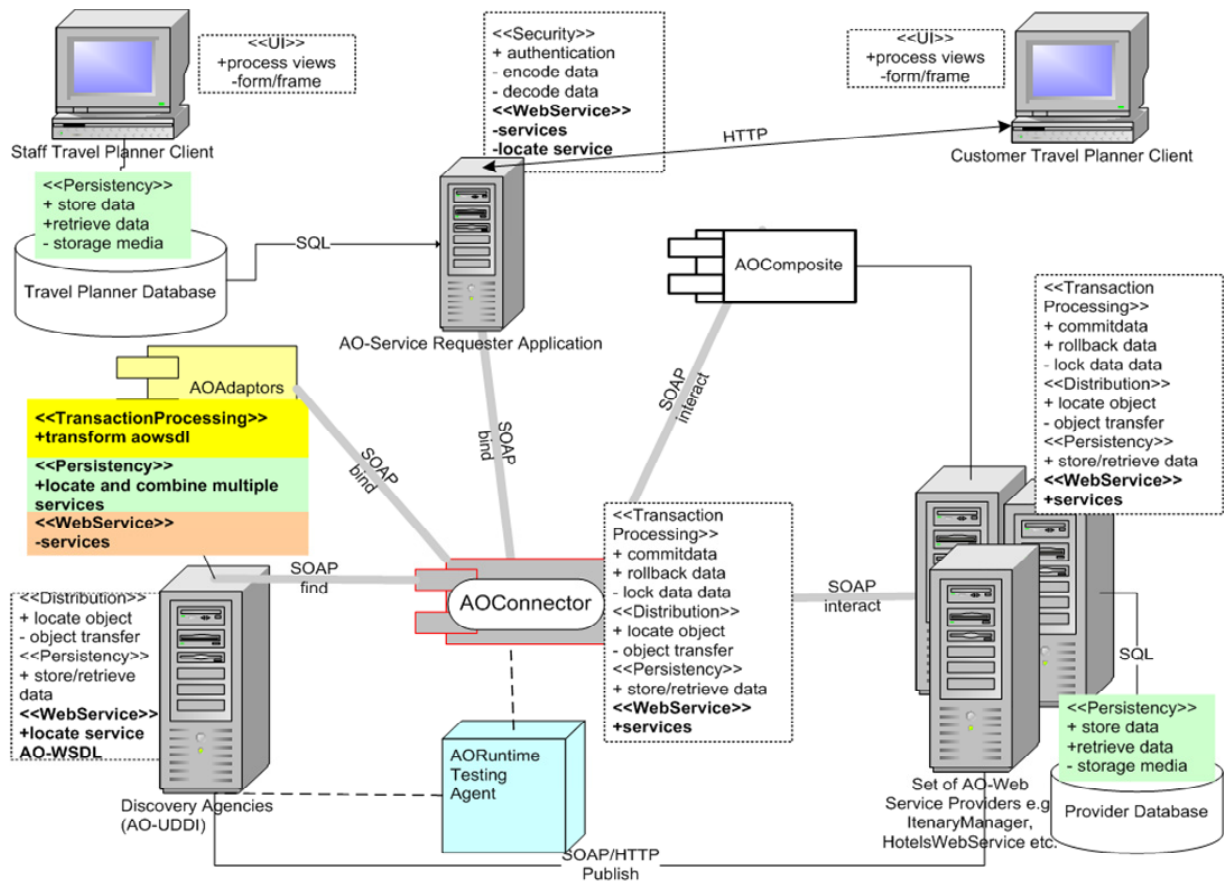 <<UI>>
+process views
-form/frame
Staff Travel Planner Client
<<Security>>
+ authentication
- encode data
- decode data
<<WebService>>
-services
-locate service
<<UI>>
+process views
-form/frame
Customer Travel Planner Client
HTTP
<<Persistency>>
+ store data
+retrieve data
- storage media
Travel Planner Database
SQL
AO-Service Requester Application
AOComposite
<<Transaction
Processing>>
+ commitdata
+ rollback data
- lock data data
<<Distribution>>
+ locate object
- object transfer
<<Persistency>>
+ store/retrieve data
<<WebService>>
+services
AOAdaptors
<<TransactionProcessing>>
+transform aowsdl
<<Persistency>>
+locate and combine multiple
services
<<WebService>>
-services
SOAP
bind
SOAP
bind
SOAP
interact
SOAP
find
AOConnector
<<Transaction
Processing>>
+ commitdata
+ rollback data
- lock data data
<<Distribution>>
+ locate object
- object transfer
<<Persistency>>
+ store/retrieve data
<<WebService>>
+services
SOAP
interact
<<Distribution>>
+ locate object
- object transfer
<<Persistency>>
+ store/retrieve
data
<<WebService>>
+locate service
AO-WSDL
Discovery Agencies
(AO-UDDI)
AORuntime
Testing
Agent
SQL
<<Persistency>>
+ store data
+retrieve data
- storage media
Provider Database
Set of AO-Web
Service Providers e.g
ItenaryManager,
HotelsWebService etc.
SOAP/HTTP
Publish